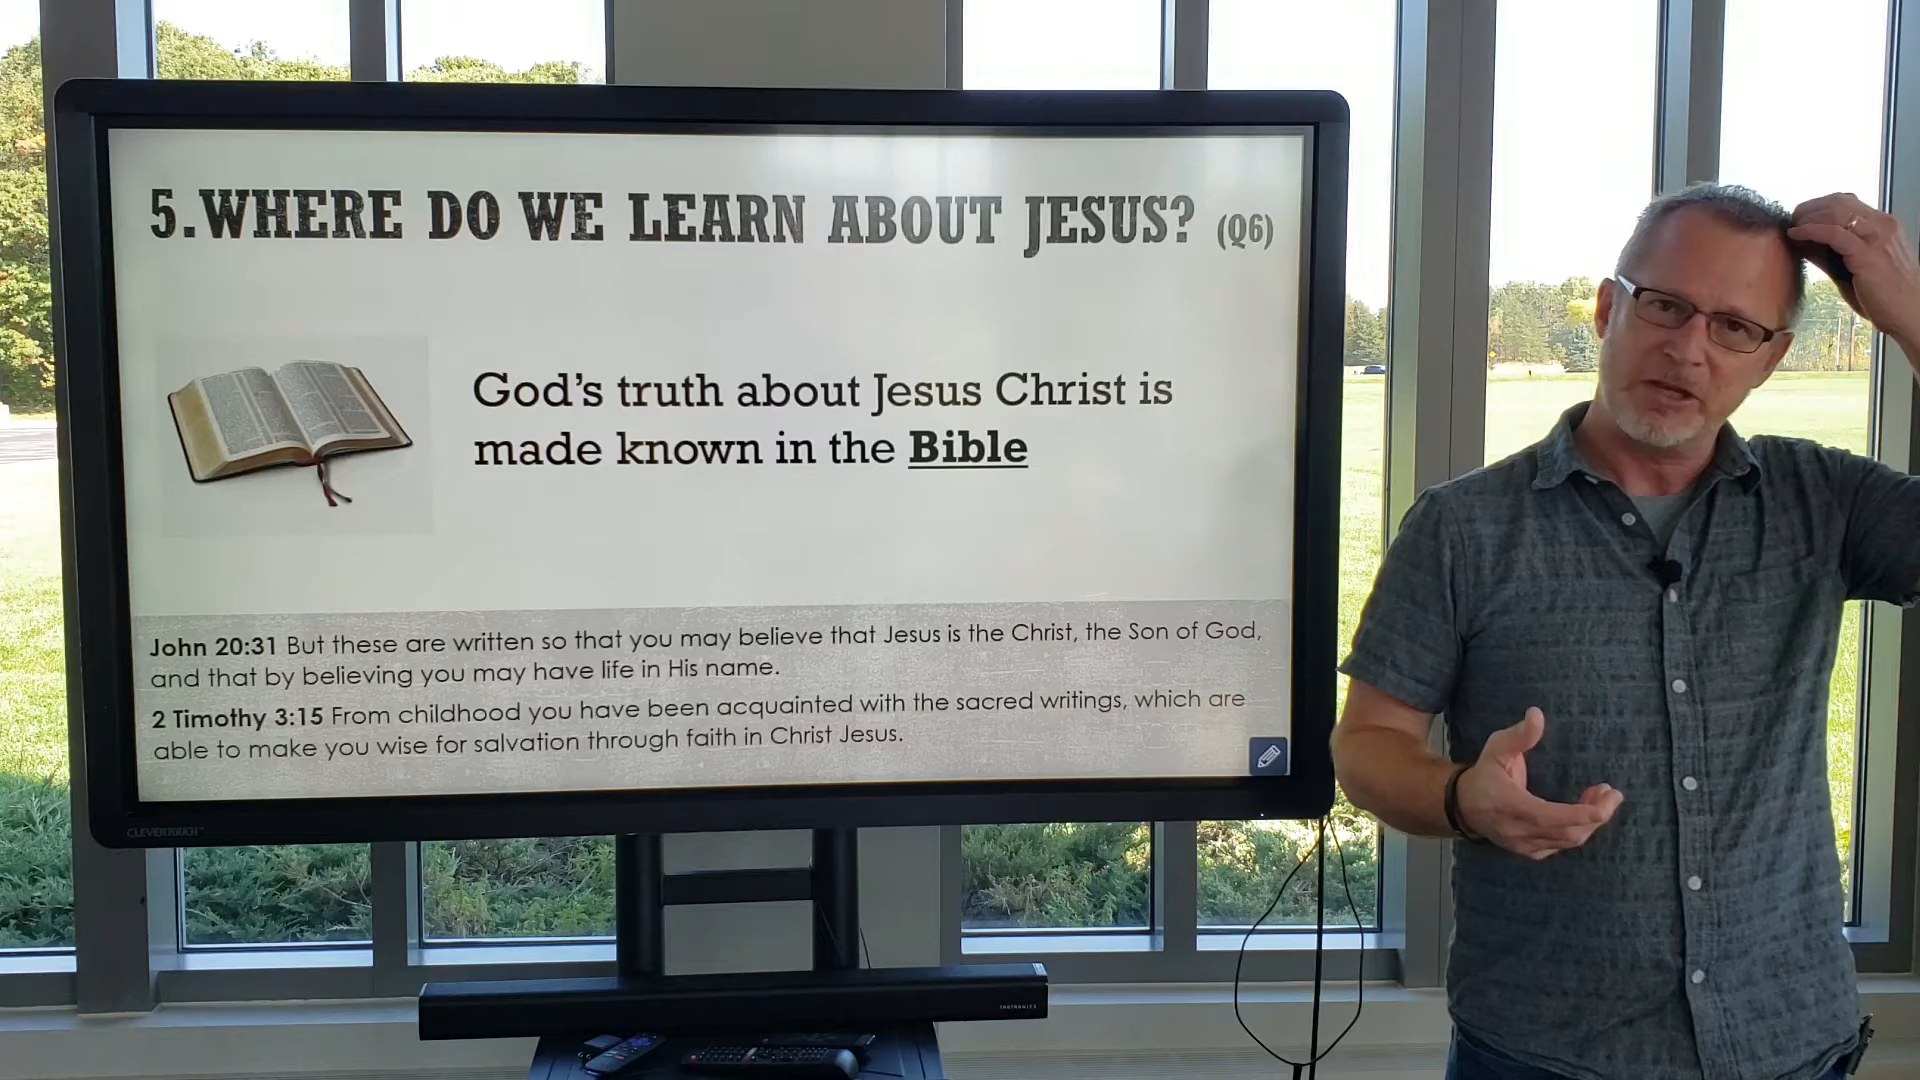 5.WHERE DO WE LEARN ABOUT JESUS? (Q6)
God's truth about Jesus Christ is
made known in the Bible
John 20:31 But these are written so that you may believe that Jesus is the Christ, the Son of God,
and that by believing you may have life in His name.
2 Timothy 3:15 From childhood you have been acquainted with the sacred writings, which are
able to make you wise for salvation through faith in Christ Jesus.
CLEVERTOUCH™